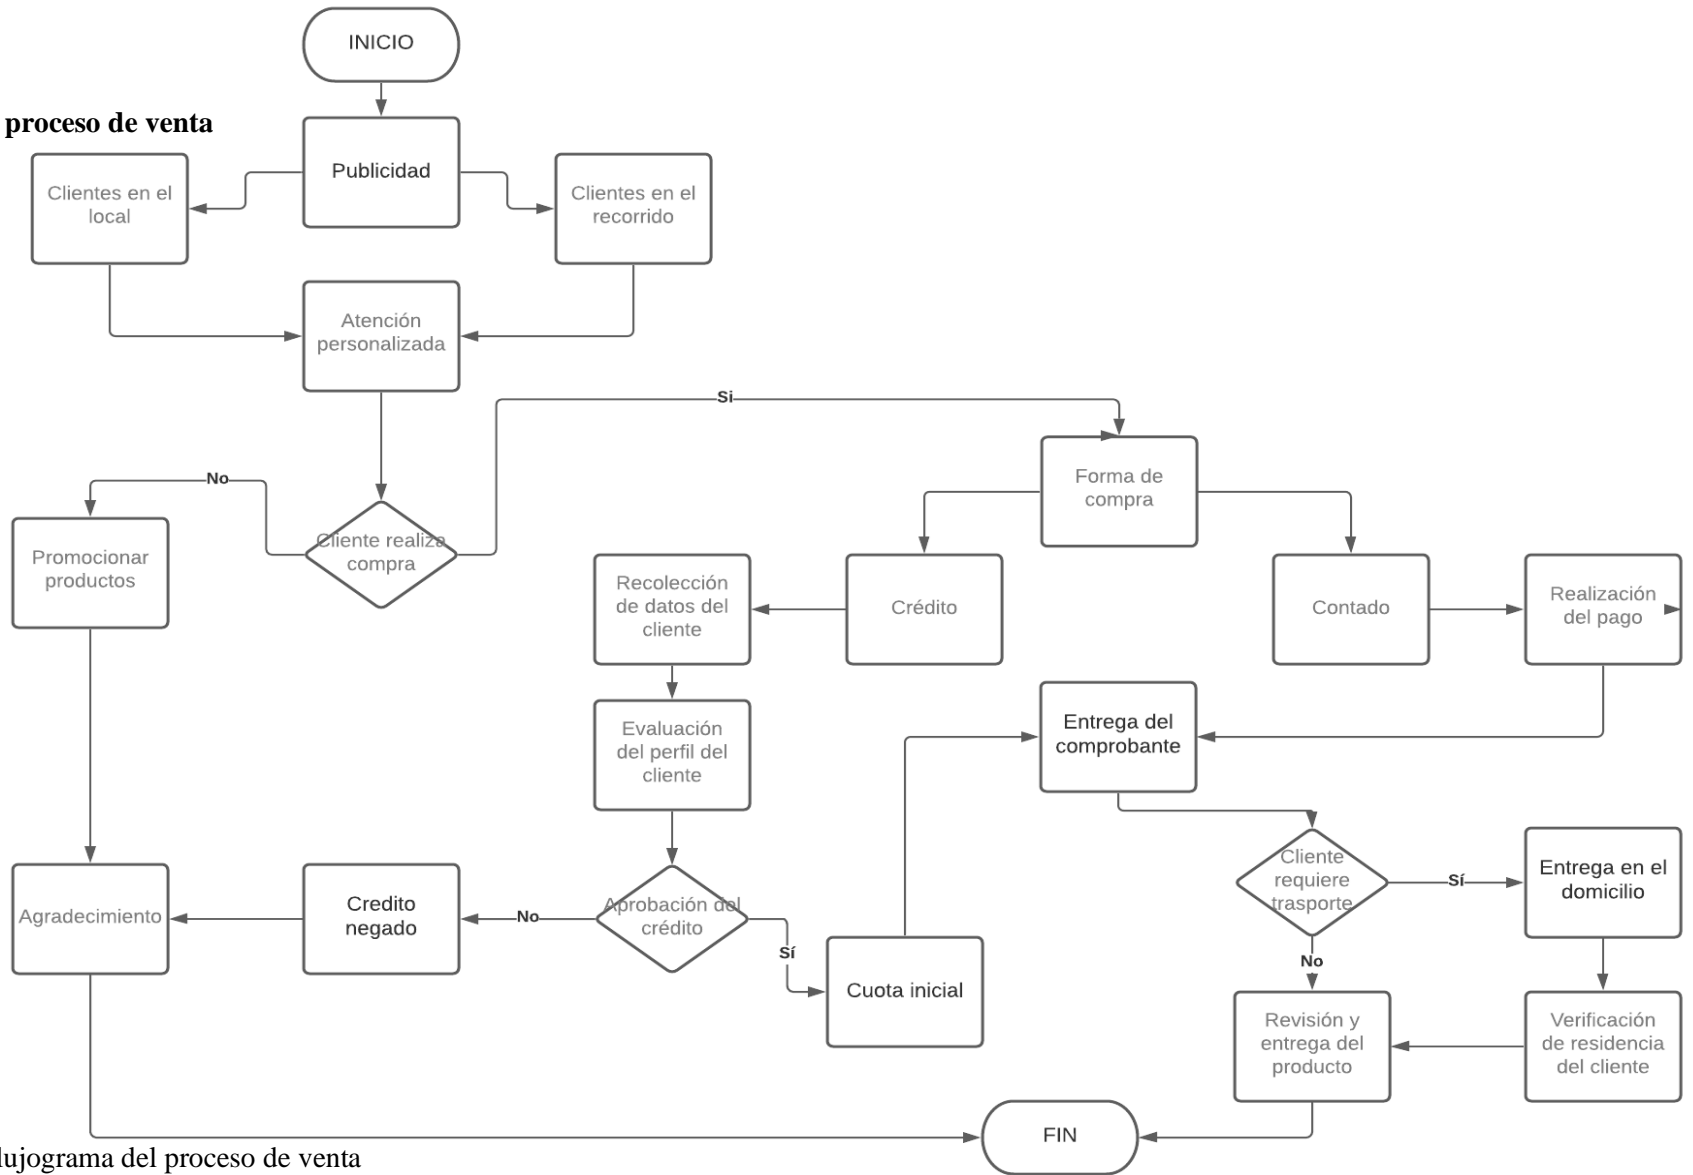 INICIO
proceso de venta
Publicidad
Clientes en el
local
Clientes en el
recorrido
Atención
personalizada
Si
No
Forma de
compra
Cliente realiza
compra
Promocionar
productos
Recolección
de datos del
cliente
Crédito
Contado
Realización
del pago
Evaluación
del perfil del
cliente
Entrega del
comprobante
Cliente
requiere
trasporte
Sí
Entrega en el
domicilio
Agradecimiento
Credito
negado
No
Aprobación del
crédito
Sí
Cuota inicial
No
Revisión y
entrega del
producto
Verificación
de residencia
del cliente
FIN
lujograma del proceso de venta